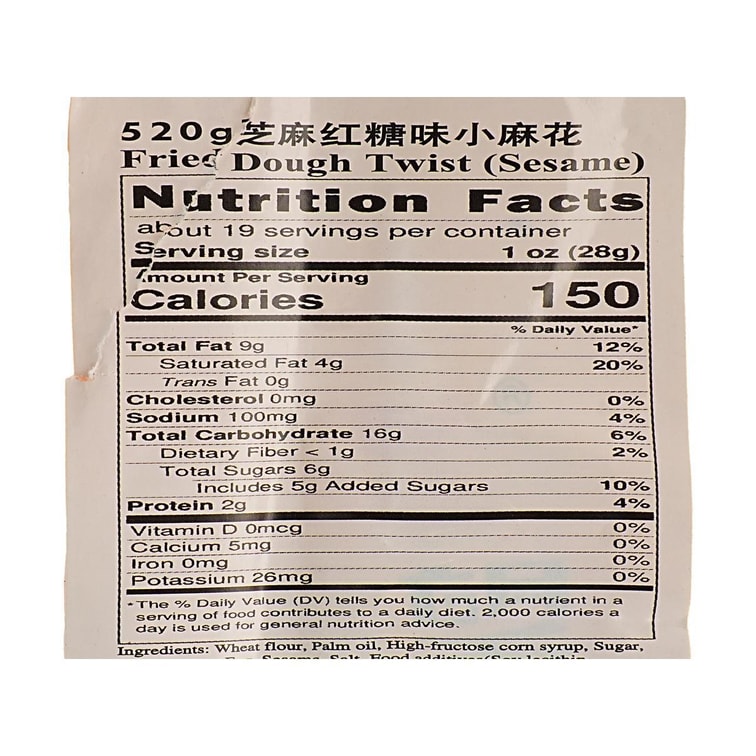 520g芝麻红糖味小麻花
Fried Dough Twist (Sesame)
Nutrition Facts
about 19 servings per container
Serving size 1 oz (28g)
Amount Per Serving
Calories 150
% Daily Value*
Total Fat 9g 12%
Saturated Fat 4g 20%
Trans Fat 0g
Cholesterol 0mg 0%
Sodium 100mg 4%
Total Carbohydrate 16g 6%
Dietary Fiber < 1g 2%
Total Sugars 6g
Includes 5g Added Sugars 10%
Protein 2g 4%
Vitamin D 0mcg 0%
Calcium 5mg 0%
Iron 0mg 0%
Potassium 26mg 0%
*The % Daily Value (DV) tells you how much a nutrient in a
serving of food contributes to a daily diet. 2,000 calories a
day is used for general nutrition advice.
Ingredients: Wheat flour, Palm oil, High-fructose corn syrup, Sugar,
Sesame, Salt, Food additives(Soy lecithin